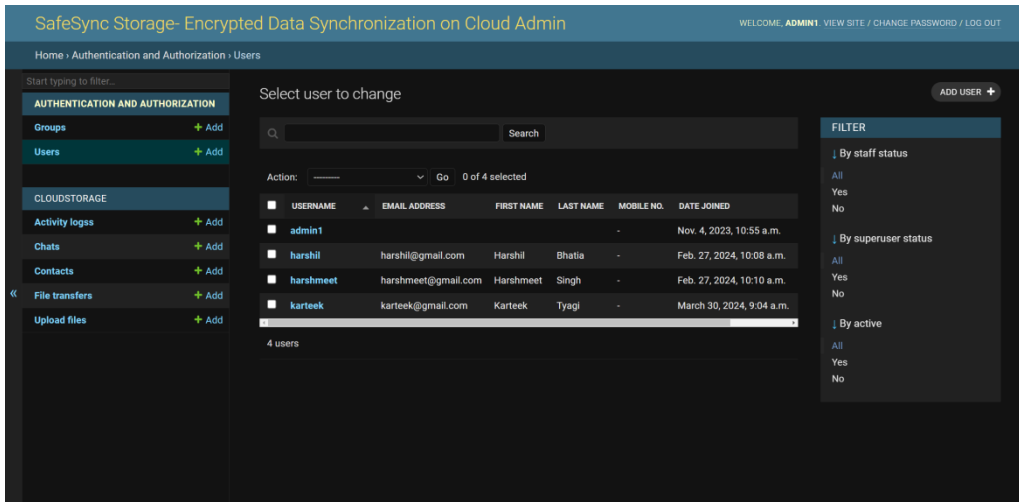 SafeSync Storage- Encrypted Data Synchronization on Cloud Admin
WELCOME, ADMIN1. VIEW SITE / CHANGE PASSWORD / LOG OUT
Home › Authentication and Authorization › Users
Start typing to filter...
AUTHENTICATION AND AUTHORIZATION
Groups + Add
Users + Add
CLOUDSTORAGE
Activity logss + Add
Chats + Add
Contacts + Add
« File transfers + Add
Upload files + Add
Select user to change
ADD USER +
Search
Action: --------- Go 0 of 4 selected
USERNAME EMAIL ADDRESS FIRST NAME LAST NAME MOBILE NO. DATE JOINED
admin1 - Nov. 4, 2023, 10:55 a.m.
harshil harshil@gmail.com Harshil Bhatia - Feb. 27, 2024, 10:08 a.m.
harshmeet harshmeet@gmail.com Harshmeet Singh - Feb. 27, 2024, 10:10 a.m.
karteek karteek@gmail.com Karteek Tyagi - March 30, 2024, 9:04 a.m.
4 users
FILTER
↓ By staff status
All
Yes
No
↓ By superuser status
All
Yes
No
↓ By active
All
Yes
No